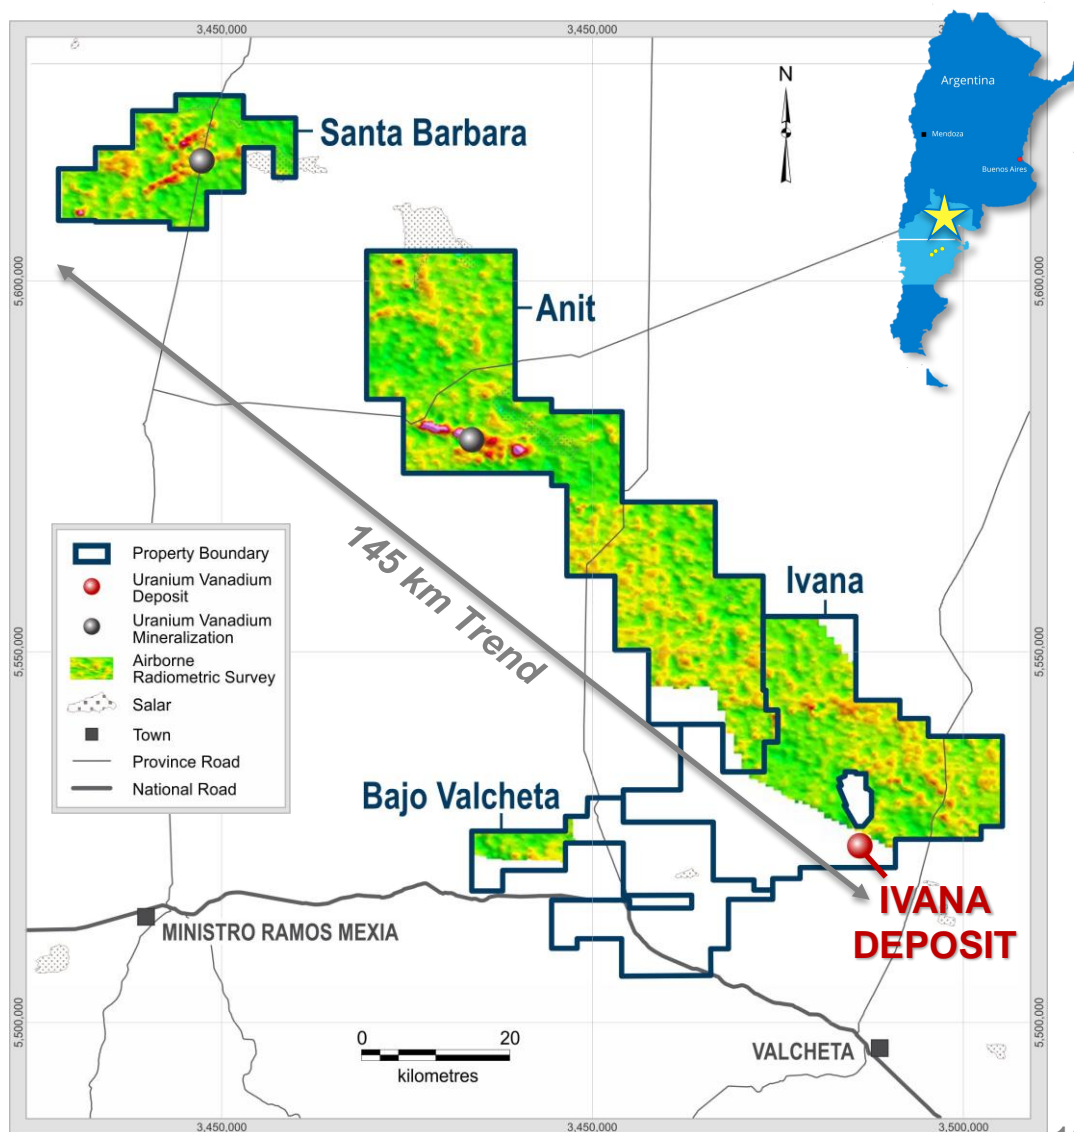 3,450,000
3,450,000
N
Argentina
Mendoza
Buenos Aires
Santa Barbara
5,600,000
5,600,000
Anit
145 km Trend
Property Boundary
Uranium Vanadium
Deposit
Uranium Vanadium
Mineralization
Airborne
Radiometric Survey
Salar
Town
Province Road
National Road
Ivana
5,550,000
5,550,000
Bajo Valcheta
IVANA
DEPOSIT
MINISTRO RAMOS MEXIA
5,500,000
5,500,000
0 20
kilometres
VALCHETA
3,450,000
3,450,000
3,500,000